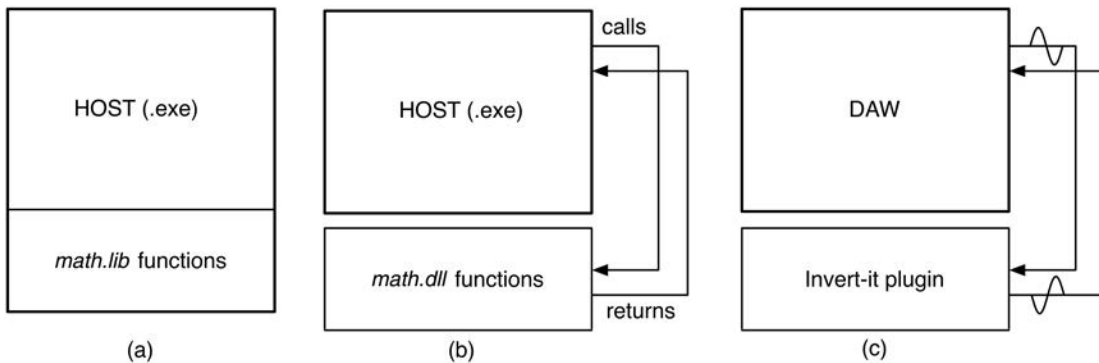 HOST (.exe)
math.lib functions
(a)
calls
HOST (.exe)
math.dll functions
returns
(b)
DAW
Invert-it plugin
(c)